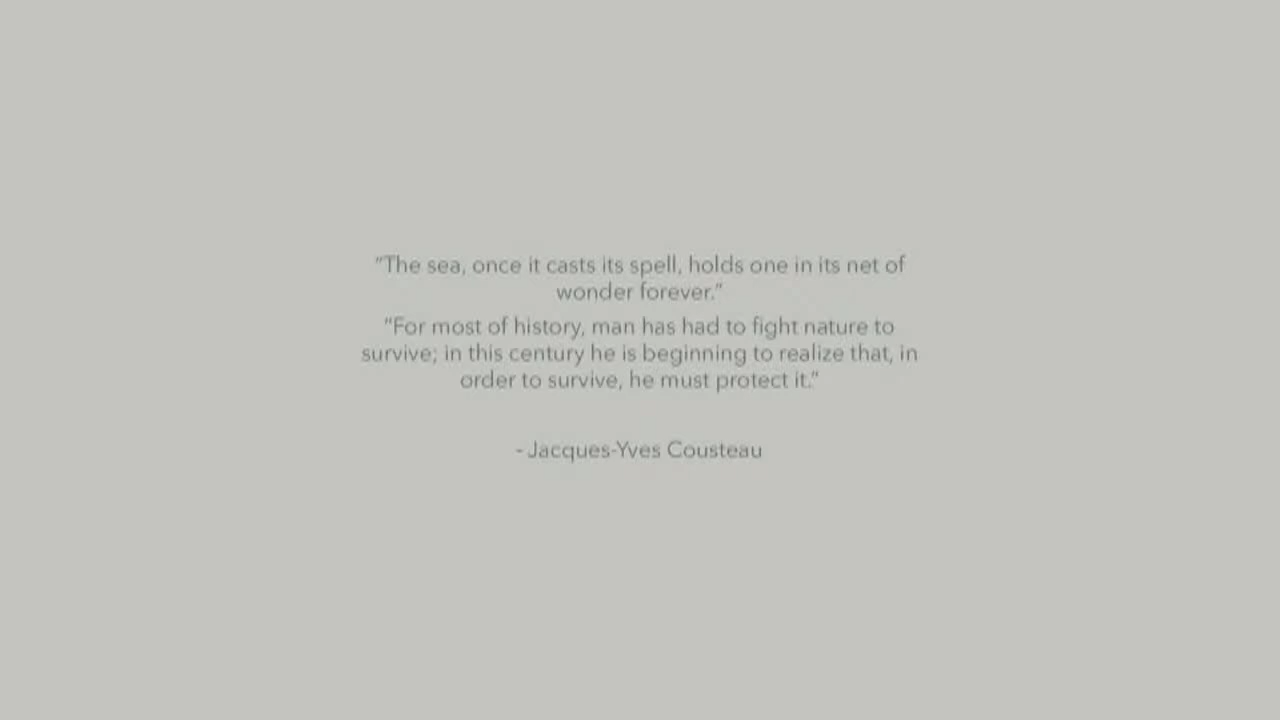 "The sea, once it casts its spell, holds one in its net of
wonder forever."
"For most of history, man has had to fight nature to
survive; in this century he is beginning to realize that, in
order to survive, he must protect it."
- Jacques-Yves Cousteau